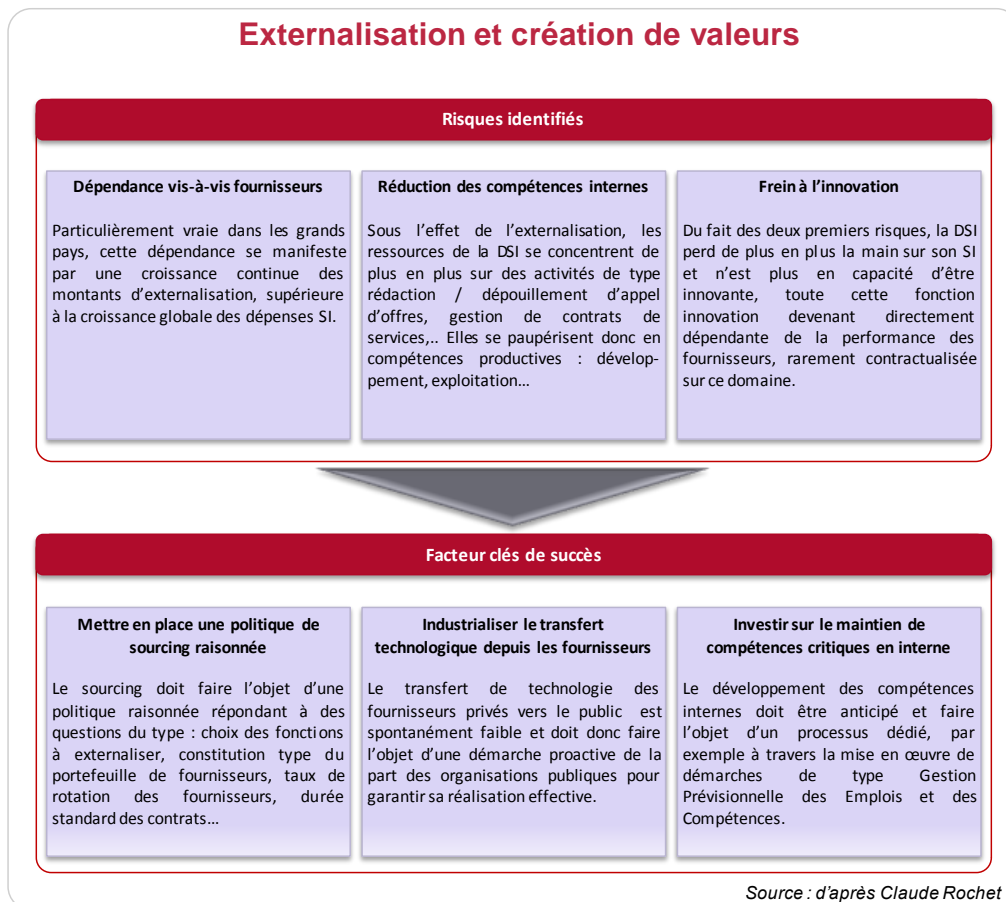 Externalisation et création de valeurs
Risques identifiés
Dépendance vis-à-vis fournisseurs
Particulièrement vraie dans les grands
pays, cette dépendance se manifeste
par une croissance continue des
montants d'externalisation, supérieure
à la croissance globale des dépenses SI.
Réduction des compétences internes
Sous l'effet de l'externalisation, les
ressources de la DSI se concentrent de
plus en plus sur des activités de type
rédaction / dépouillement d'appel
d'offres, gestion de contrats de
services,.. Elles se paupérisent donc en
compétences productives : dévelop-
pement, exploitation…
Frein à l'innovation
Du fait des deux premiers risques, la DSI
perd de plus en plus la main sur son SI
et n'est plus en capacité d'être
innovante, toute cette fonction
innovation devenant directement
dépendante de la performance des
fournisseurs, rarement contractualisée
sur ce domaine.
Facteur clés de succès
Mettre en place une politique de
sourcing raisonnée
Le sourcing doit faire l'objet d'une
politique raisonnée répondant à des
questions du type : choix des fonctions
à externaliser, constitution type du
portefeuille de fournisseurs, taux de
rotation des fournisseurs, durée
standard des contrats…
Industrialiser le transfert
technologique depuis les fournisseurs
Le transfert de technologie des
fournisseurs privés vers le public est
spontanément faible et doit donc faire
l'objet d'une démarche proactive de la
part des organisations publiques pour
garantir sa réalisation effective.
Investir sur le maintien de
compétences critiques en interne
Le développement des compétences
internes doit être anticipé et faire
l'objet d'un processus dédié, par
exemple à travers la mise en œuvre de
démarches de type Gestion
Prévisionnelle des Emplois et des
Compétences.
Source : d'après Claude Rochet